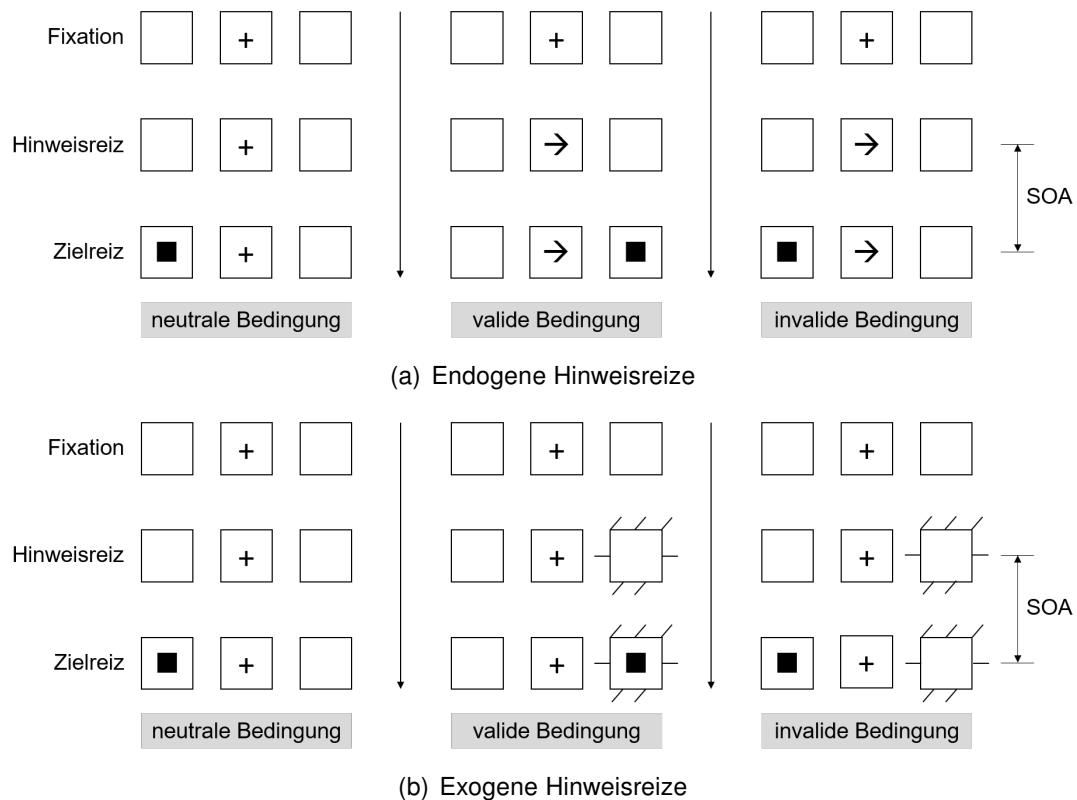 Fixation
Hinweisreiz
SOA
Zielreiz
neutrale Bedingung valide Bedingung invalide Bedingung
(a) Endogene Hinweisreize
Fixation
Hinweisreiz
SOA
Zielreiz
neutrale Bedingung valide Bedingung invalide Bedingung
(b) Exogene Hinweisreize